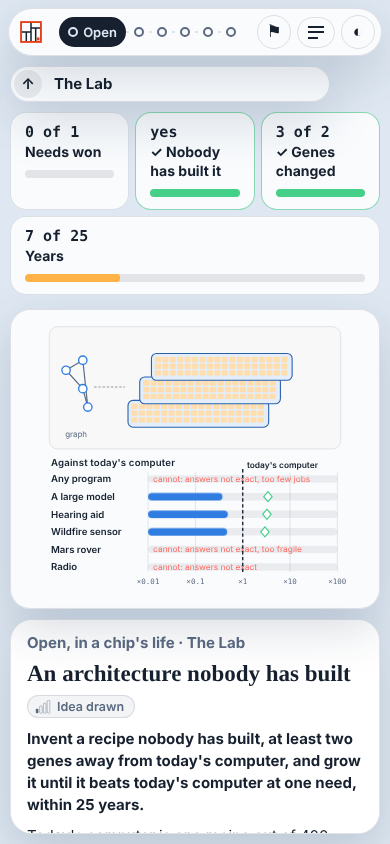 Open
The Lab
0 of 1
Needs won
yes
✓ Nobody
has built it
3 of 2
✓ Genes
changed
7 of 25
Years
graph
Against today's computer
today's computer
Any program
cannot: answers not exact, too few jobs
A large model
Hearing aid
Wildfire sensor
Mars rover
cannot: answers not exact, too fragile
Radio
cannot: answers not exact
×0.01 ×0.1 ×1 ×10 ×100
Open, in a chip's life · The Lab
An architecture nobody has built
Idea drawn
Invent a recipe nobody has built, at least two
genes away from today's computer, and grow
it until it beats today's computer at one need,
within 25 years.